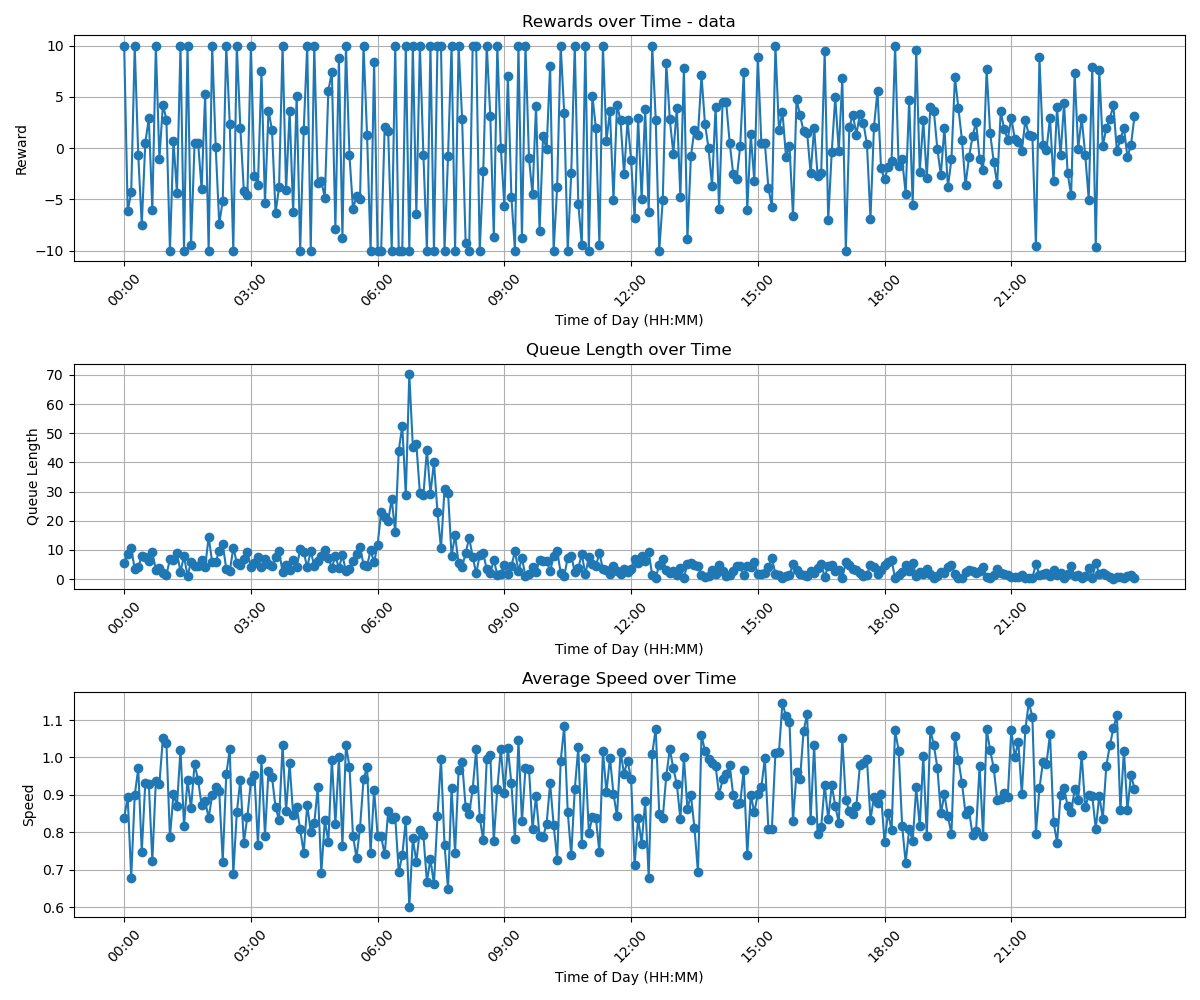 Rewards over Time - data
Reward
10
5
0
−5
−10
00:00 03:00 06:00 09:00 12:00 15:00 18:00 21:00
Time of Day (HH:MM)
Queue Length over Time
Queue Length
70
60
50
40
30
20
10
0
00:00 03:00 06:00 09:00 12:00 15:00 18:00 21:00
Time of Day (HH:MM)
Average Speed over Time
Speed
1.1
1.0
0.9
0.8
0.7
0.6
00:00 03:00 06:00 09:00 12:00 15:00 18:00 21:00
Time of Day (HH:MM)